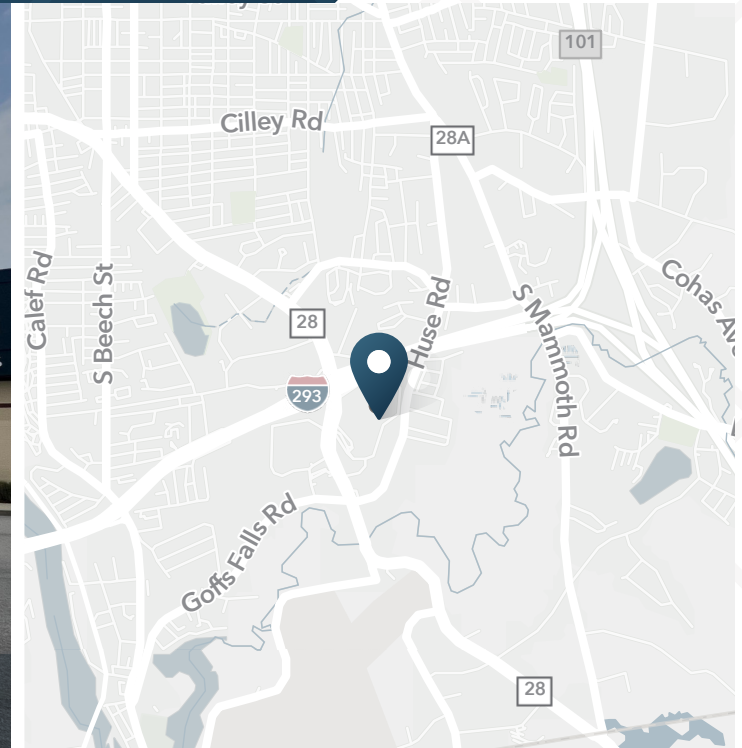 101
Cilley Rd
28A
Calef Rd
S Beech St
Cohas Av
Huse Rd
S Mammoth Rd
28
293
Goffs Falls Rd
28